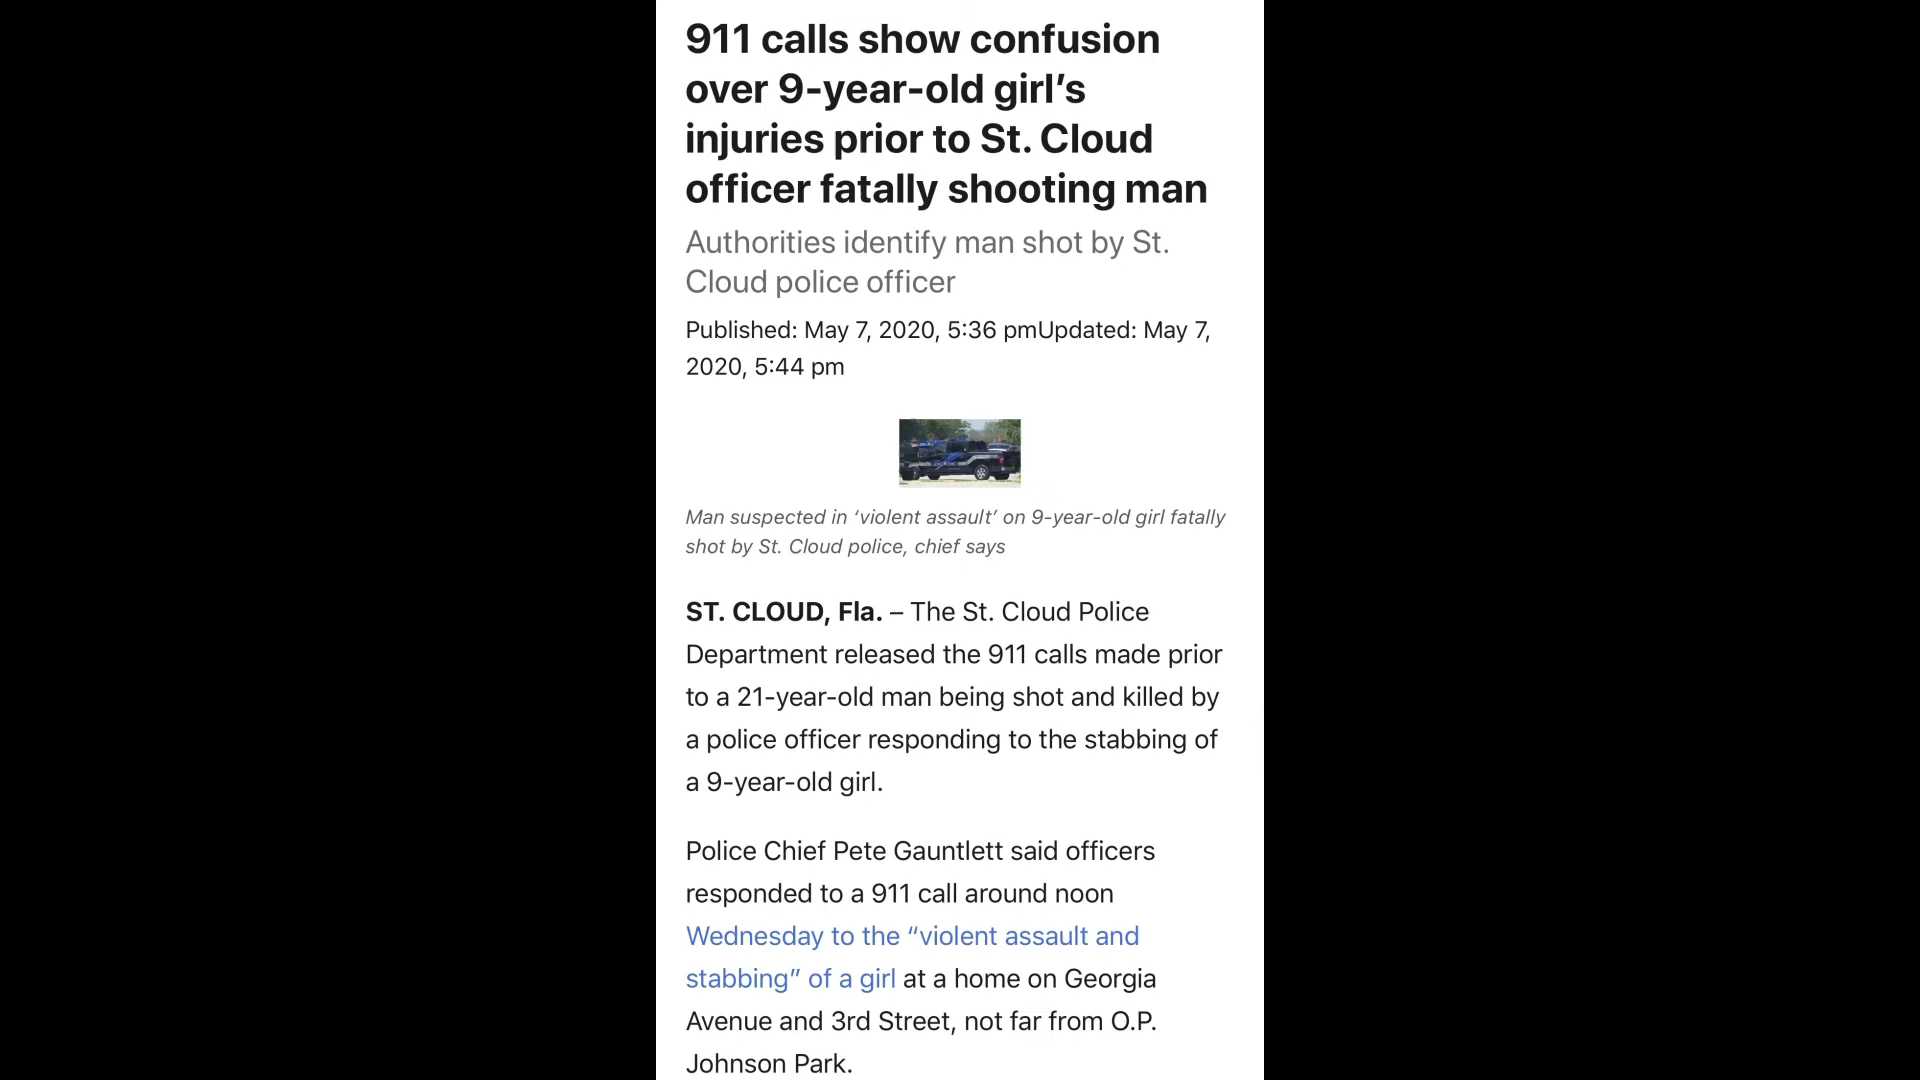 911 calls show confusion
over 9-year-old girl’s
injuries prior to St. Cloud
officer fatally shooting man
Authorities identify man shot by St.
Cloud police officer
Published: May 7, 2020, 5:36 pmUpdated: May 7,
2020, 5:44 pm
Man suspected in ‘violent assault’ on 9-year-old girl fatally
shot by St. Cloud police, chief says
ST. CLOUD, Fla. – The St. Cloud Police
Department released the 911 calls made prior
to a 21-year-old man being shot and killed by
a police officer responding to the stabbing of
a 9-year-old girl.
Police Chief Pete Gauntlett said officers
responded to a 911 call around noon
Wednesday to the “violent assault and
stabbing” of a girl at a home on Georgia
Avenue and 3rd Street, not far from O.P.
Johnson Park.